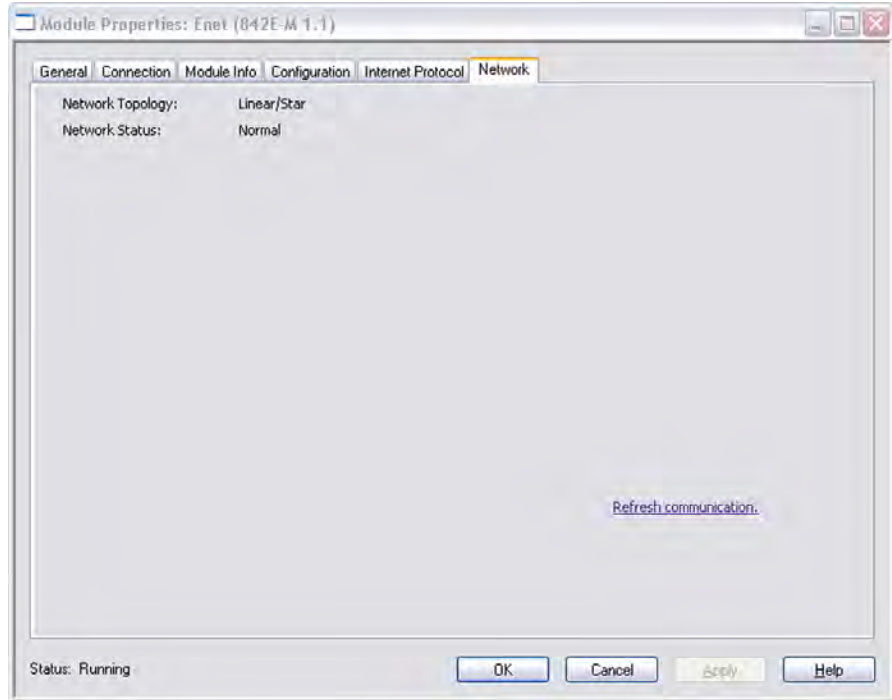 Module Properties: Enet (842E-M 1.1)
General Connection Module Info Configuration Internet Protocol Network
Network Topology: Linear/Star
Network Status: Normal
Refresh communication.
Status: Running OK Cancel Apply Help